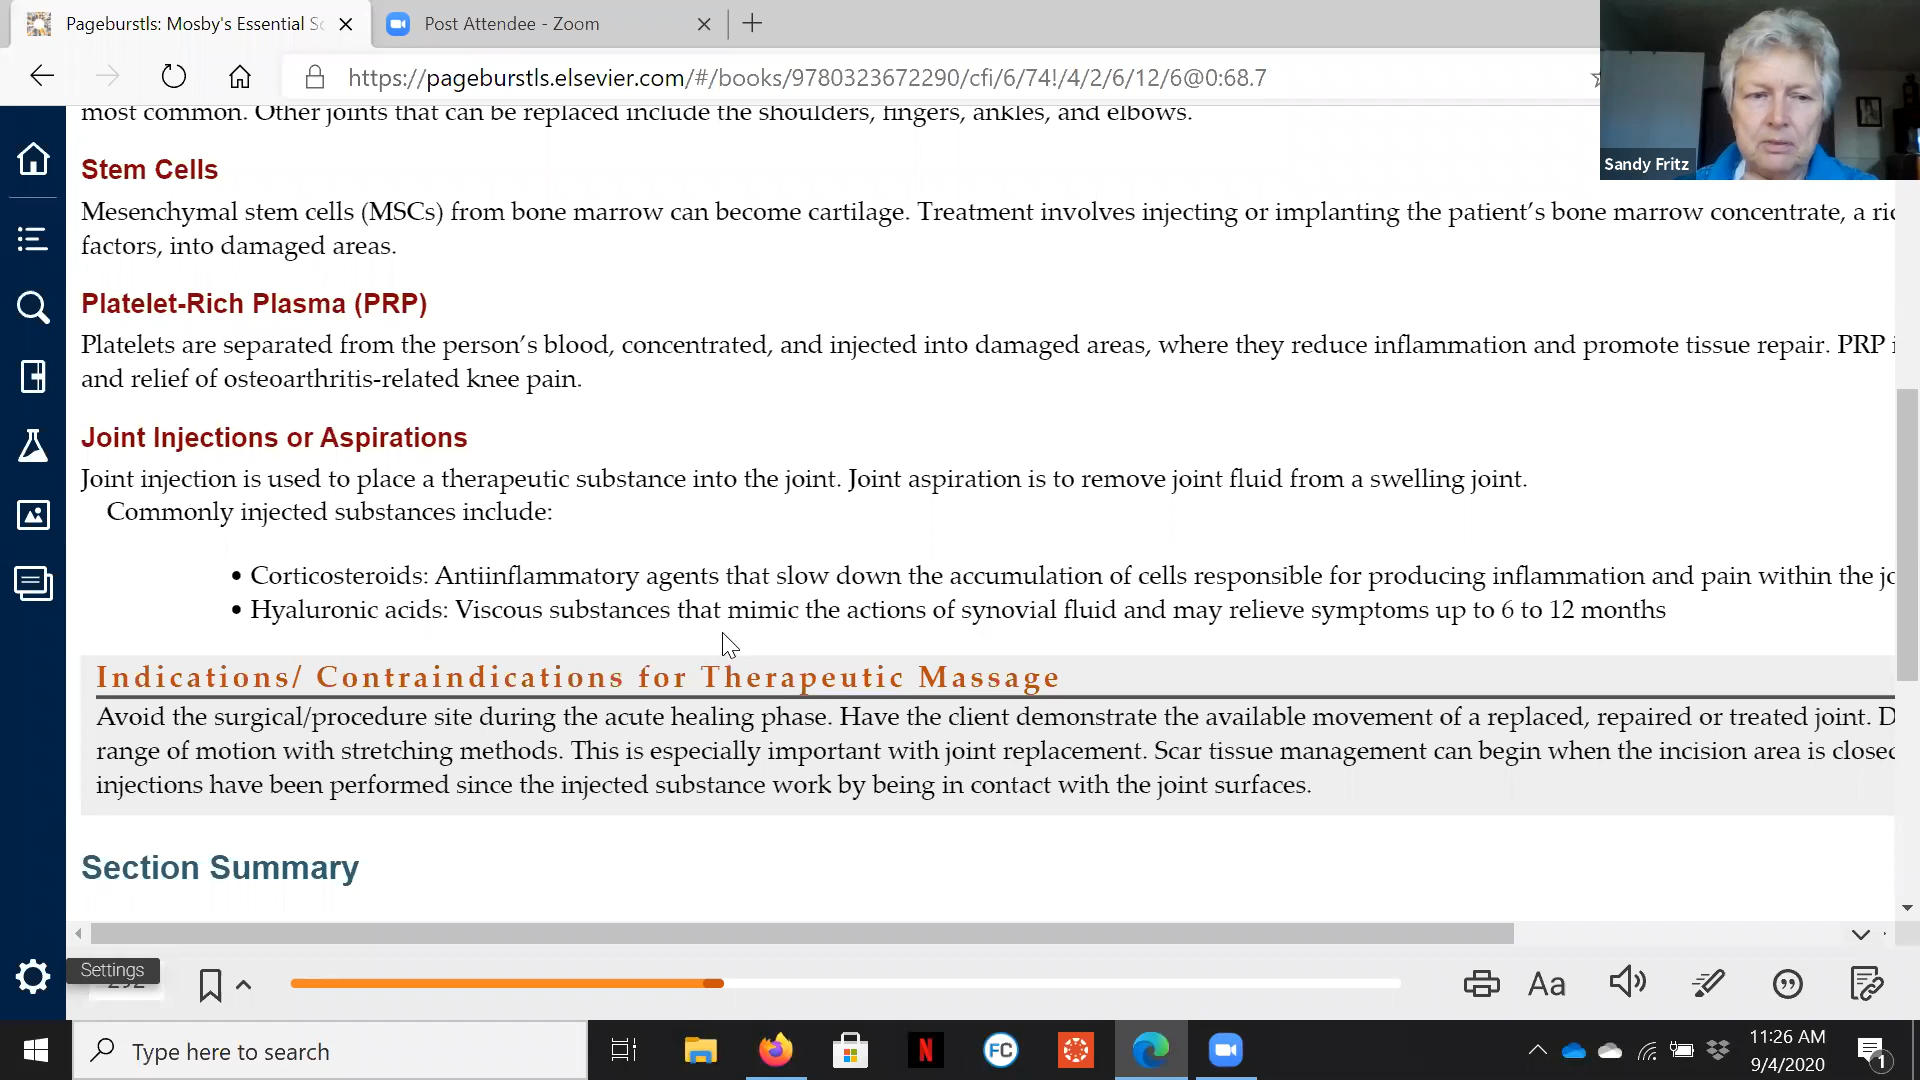 Pageburstls: Mosby's Essential Sc
Post Attendee - Zoom
https://pageburstls.elsevier.com/#/books/9780323672290/cfi/6/74!/4/2/6/12/6@0:68.7
Sandy Fritz
most common. Other joints that can be replaced include the shoulders, fingers, ankles, and elbows.
Stem Cells
Mesenchymal stem cells (MSCs) from bone marrow can become cartilage. Treatment involves injecting or implanting the patient's bone marrow concentrate, a
factors, into damaged areas.
Platelet-Rich Plasma (PRP)
Platelets are separated from the person's blood, concentrated, and injected into damaged areas, where they reduce inflammation and promote tissue repair. PRP
and relief of osteoarthritis-related knee pain.
Joint Injections or Aspirations
Joint injection is used to place a therapeutic substance into the joint. Joint aspiration is to remove joint fluid from a swelling joint.
Commonly injected substances include:
• Corticosteroids: Antiinflammatory agents that slow down the accumulation of cells responsible for producing inflammation and pain within the
• Hyaluronic acids: Viscous substances that mimic the actions of synovial fluid and may relieve symptoms up to 6 to 12 months
Indications/ Contraindications for Therapeutic Massage
Avoid the surgical/procedure site during the acute healing phase. Have the client demonstrate the available movement of a replaced, repaired or treated joint.
range of motion with stretching methods. This is especially important with joint replacement. Scar tissue management can begin when the incision area is closed
injections have been performed since the injected substance work by being in contact with the joint surfaces.
Section Summary
Settings
292
Aa
Type here to search
N
FC
11:26 AM
9/4/2020
1